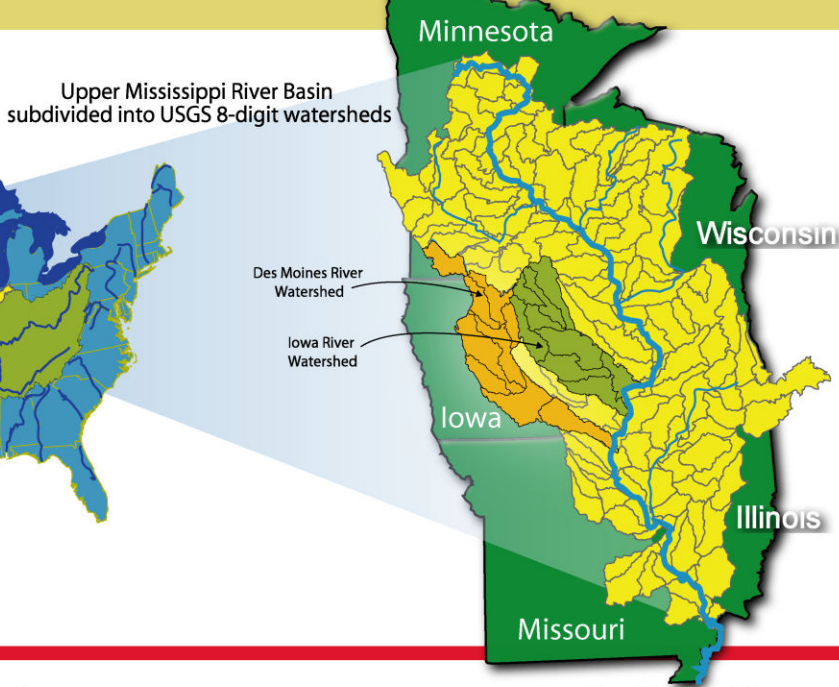 Minnesota
Upper Mississippi River Basin
subdivided into USGS 8-digit watersheds
Wisconsin
Des Moines River
Watershed
Iowa River
Watershed
Iowa
Illinois
Missouri